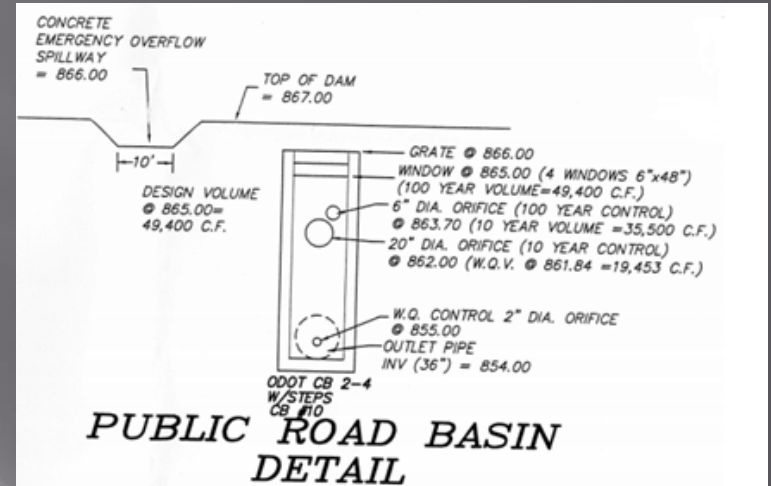 CONCRETE
EMERGENCY OVERFLOW
SPILLWAY
= 866.00
TOP OF DAM
= 867.00
10'
DESIGN VOLUME
@ 865.00=
49,400 C.F.
GRATE @ 866.00
WINDOW @ 865.00 (4 WINDOWS 6"x48")
(100 YEAR VOLUME=49,400 C.F.)
6" DIA. ORIFICE (100 YEAR CONTROL)
@ 863.70 (10 YEAR VOLUME =35,500 C.F.)
20" DIA. ORIFICE (10 YEAR CONTROL)
@ 862.00 (W.Q.V. @ 861.84 =19,453 C.F.)
W.Q. CONTROL 2" DIA. ORIFICE
@ 855.00
OUTLET PIPE
INV (36") = 854.00
ODOT CB 2-4
W/STEPS
CB #10
PUBLIC ROAD BASIN
DETAIL